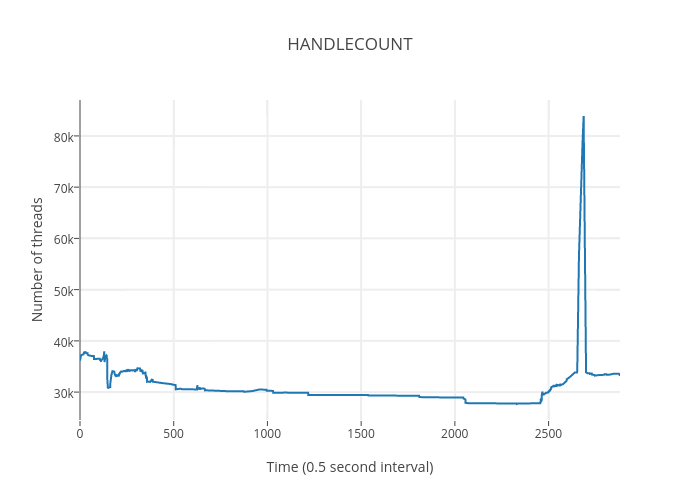 HANDLECOUNT
80k
70k
60k
50k
40k
30k
Number of threads
0 500 1000 1500 2000 2500
Time (0.5 second interval)